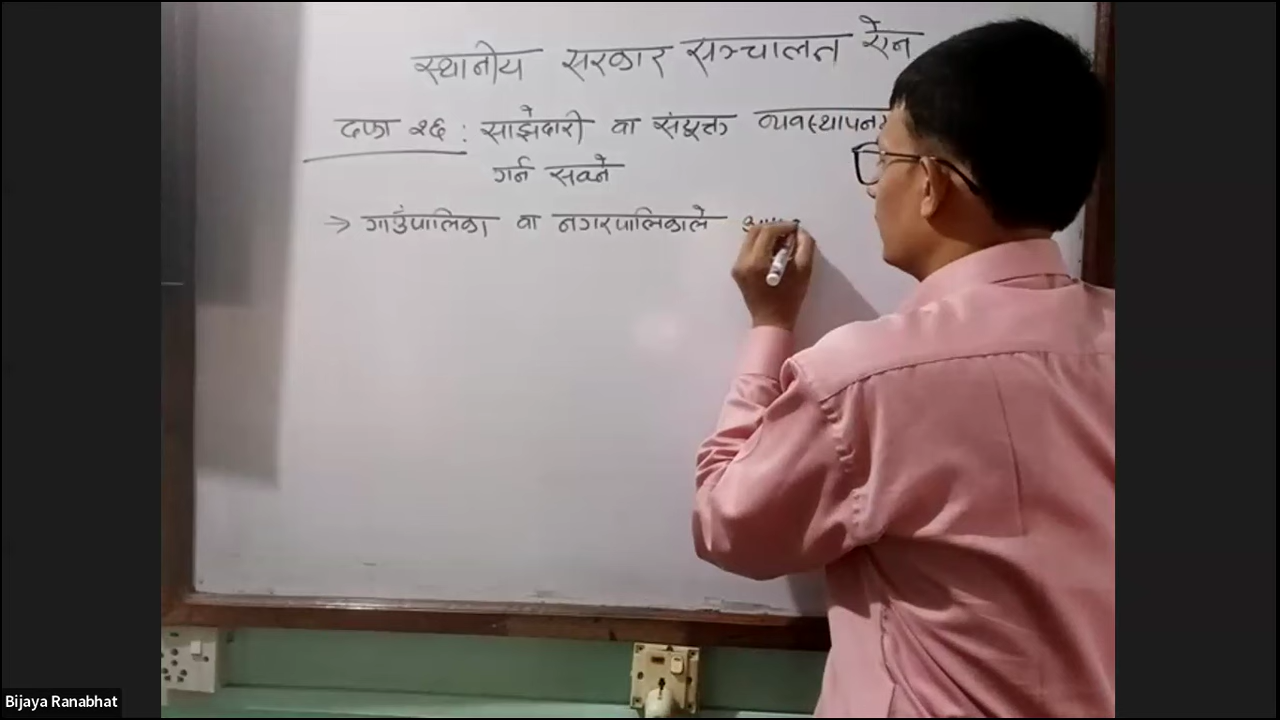 स्थानीय सरकार सञ्चालन ऐन
दफा २६ : साझेदारी वा संयुक्त व्यवस्थापन
गर्न सक्ने
→ गाउँपालिका वा नगरपालिकाले
Bijaya Ranabhat